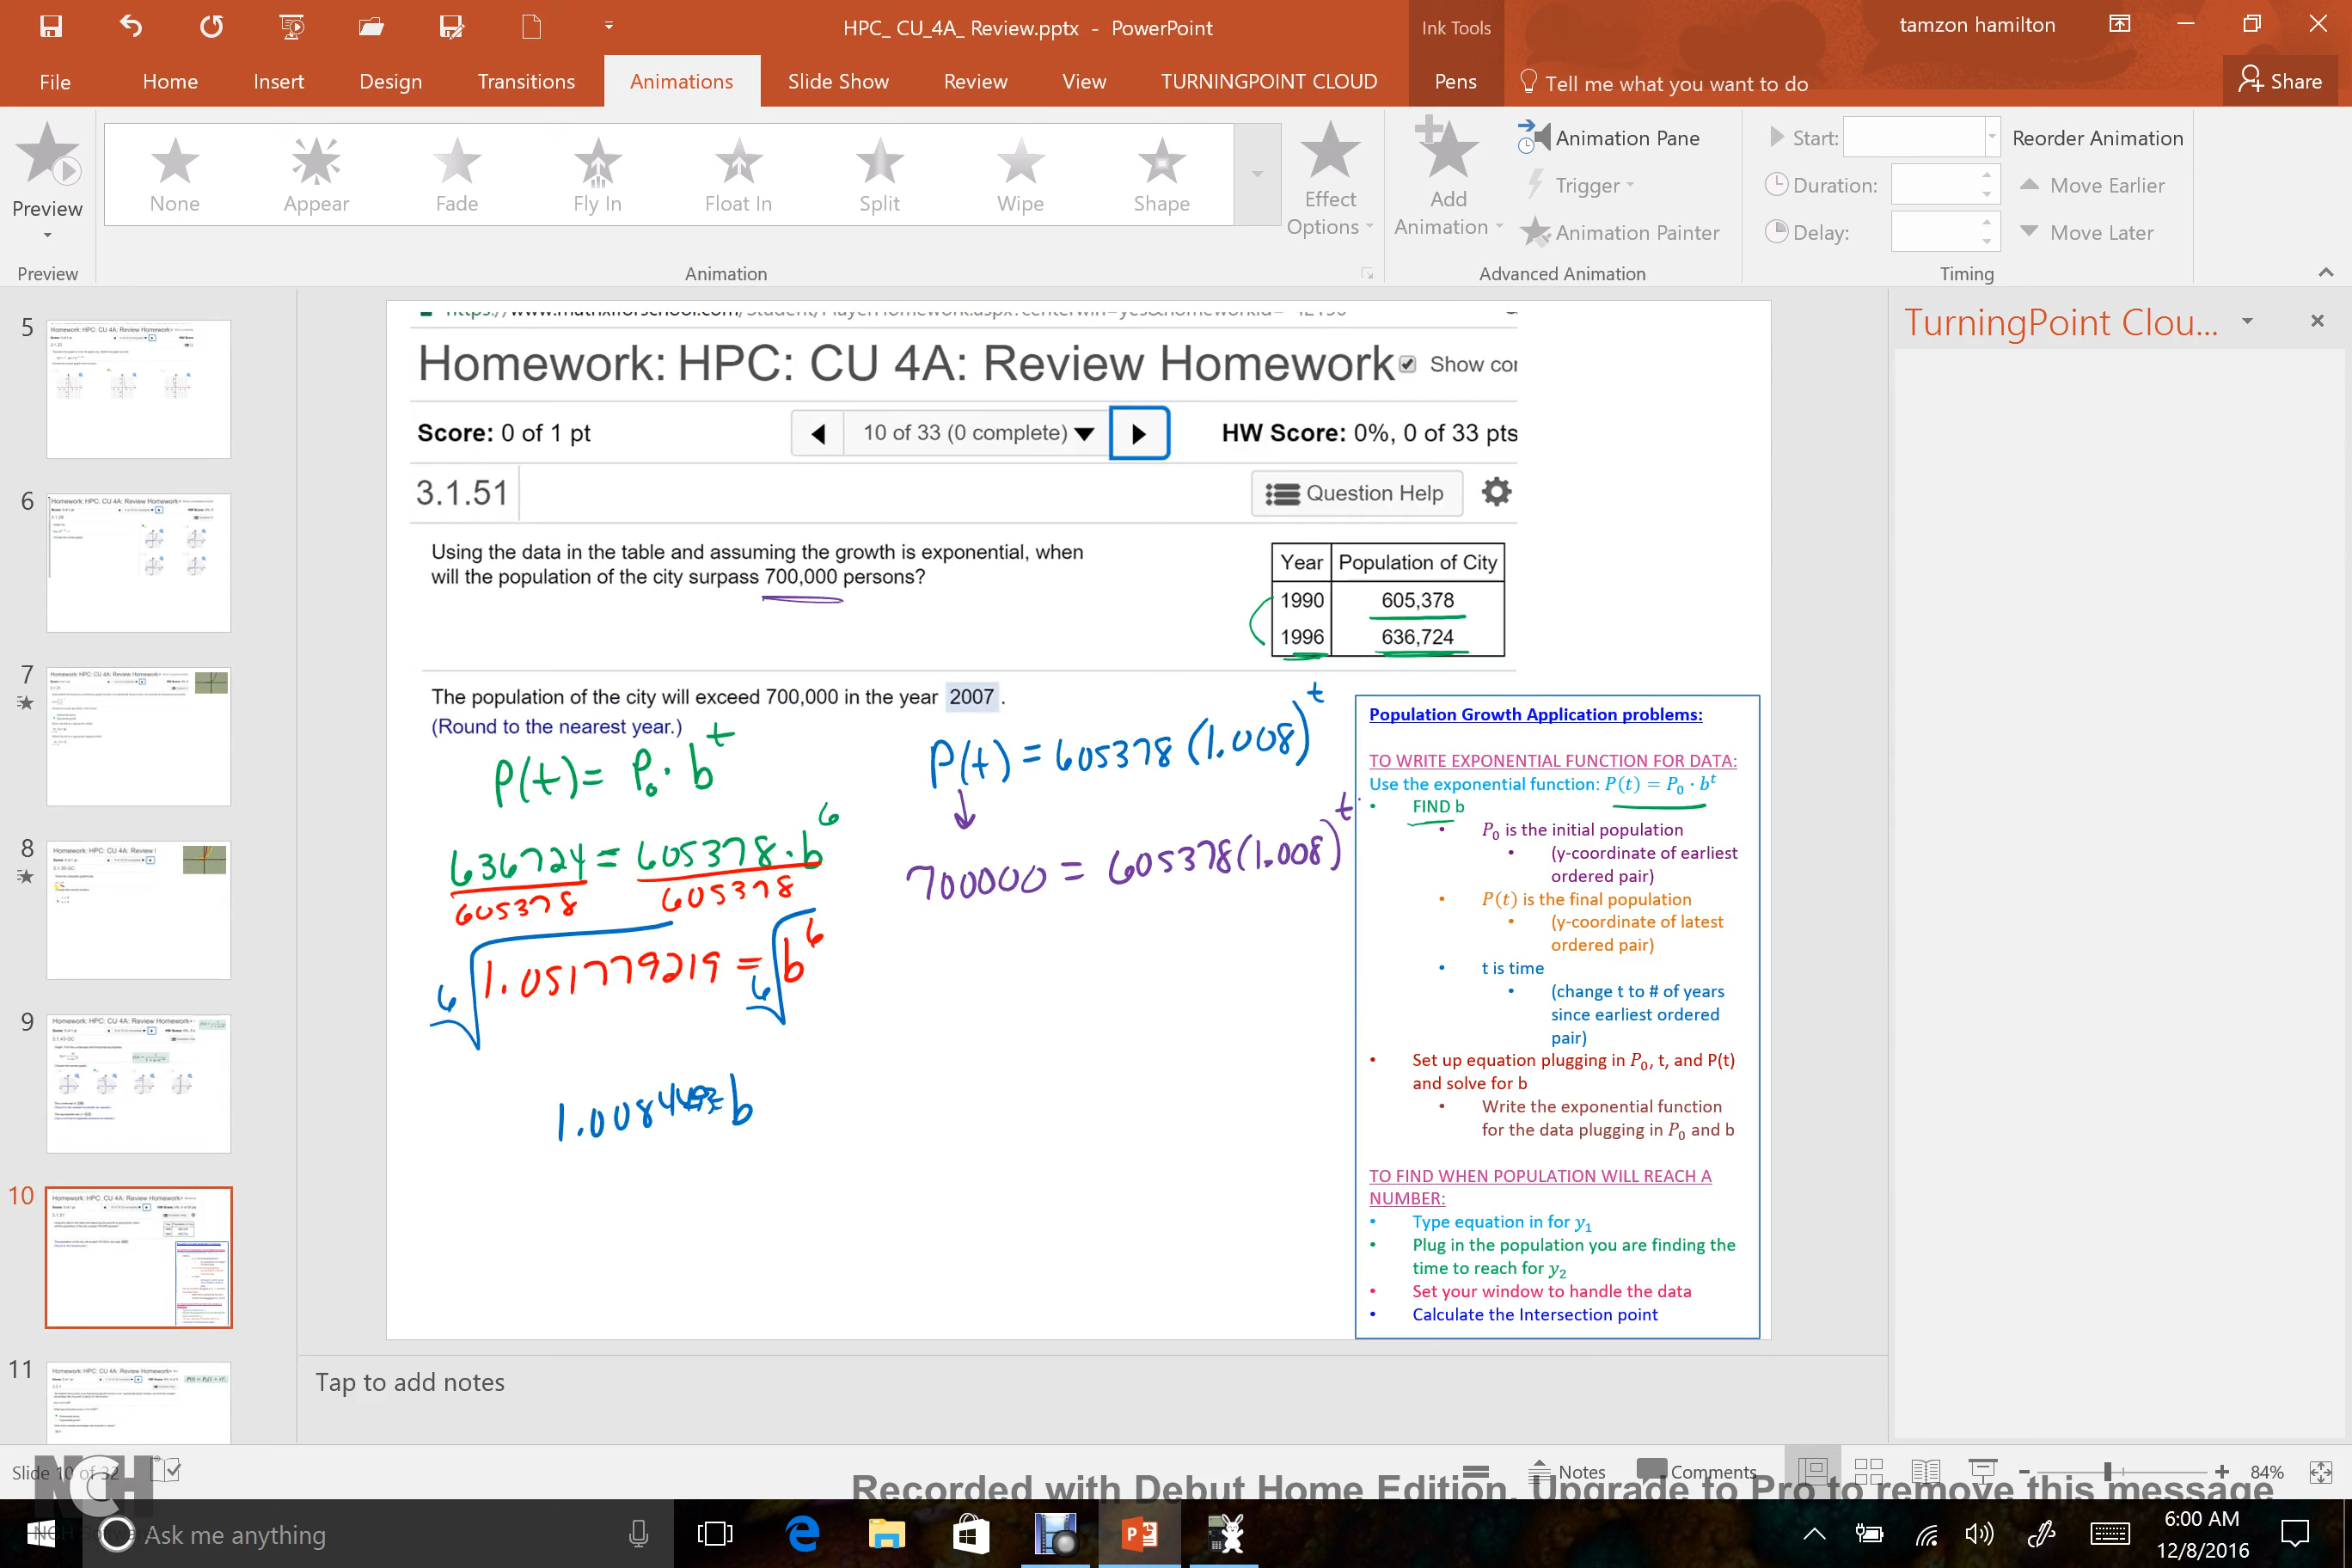 HPC_ CU_4A_ Review.pptx - PowerPoint
Ink Tools
tamzon hamilton
File
Home
Insert
Design
Transitions
Animations
Slide Show
Review
View
TURNINGPOINT CLOUD
Pens
Tell me what you want to do
Share
Preview
None
Appear
Fade
Fly In
Float In
Split
Wipe
Shape
Effect
Options
Add
Animation
Animation Pane
Trigger
Animation Painter
Start:
Duration:
Delay:
Reorder Animation
Move Earlier
Move Later
Preview
Animation
Advanced Animation
Timing
5
6
7
8
9
10
11
Homework: HPC: CU 4A: Review Homework
Show cor
Score: 0 of 1 pt
10 of 33 (0 complete)
HW Score: 0%, 0 of 33 pts
3.1.51
Question Help
Using the data in the table and assuming the growth is exponential, when
will the population of the city surpass 700,000 persons?
Year Population of City
1990 605,378
1996 636,724
The population of the city will exceed 700,000 in the year 2007 .
(Round to the nearest year.)
P(t) = P₀ · b^t
636724 = 605378 · b^6
605378 605378
6√1.051779219 = 6√b^6
P(t) = 605378 (1.008)^t
700000 = 605378(1.008)^t
Population Growth Application problems:
TO WRITE EXPONENTIAL FUNCTION FOR DATA:
Use the exponential function: P(t) = P₀ · b^t
• FIND b
• P₀ is the initial population
• (y-coordinate of earliest
ordered pair)
• P(t) is the final population
• (y-coordinate of latest
ordered pair)
• t is time
• (change t to # of years
since earliest ordered
pair)
• Set up equation plugging in P₀, t, and P(t)
and solve for b
• Write the exponential function
for the data plugging in P₀ and b
TO FIND WHEN POPULATION WILL REACH A
NUMBER:
• Type equation in for y₁
• Plug in the population you are finding the
time to reach for y₂
• Set your window to handle the data
• Calculate the Intersection point
TurningPoint Clou...
Tap to add notes
Slide 10 of 32
NCH
Notes
Comments
84%
Recorded with Debut Home Edition. Upgrade to Pro to remove this message
Ask me anything
6:00 AM
12/8/2016